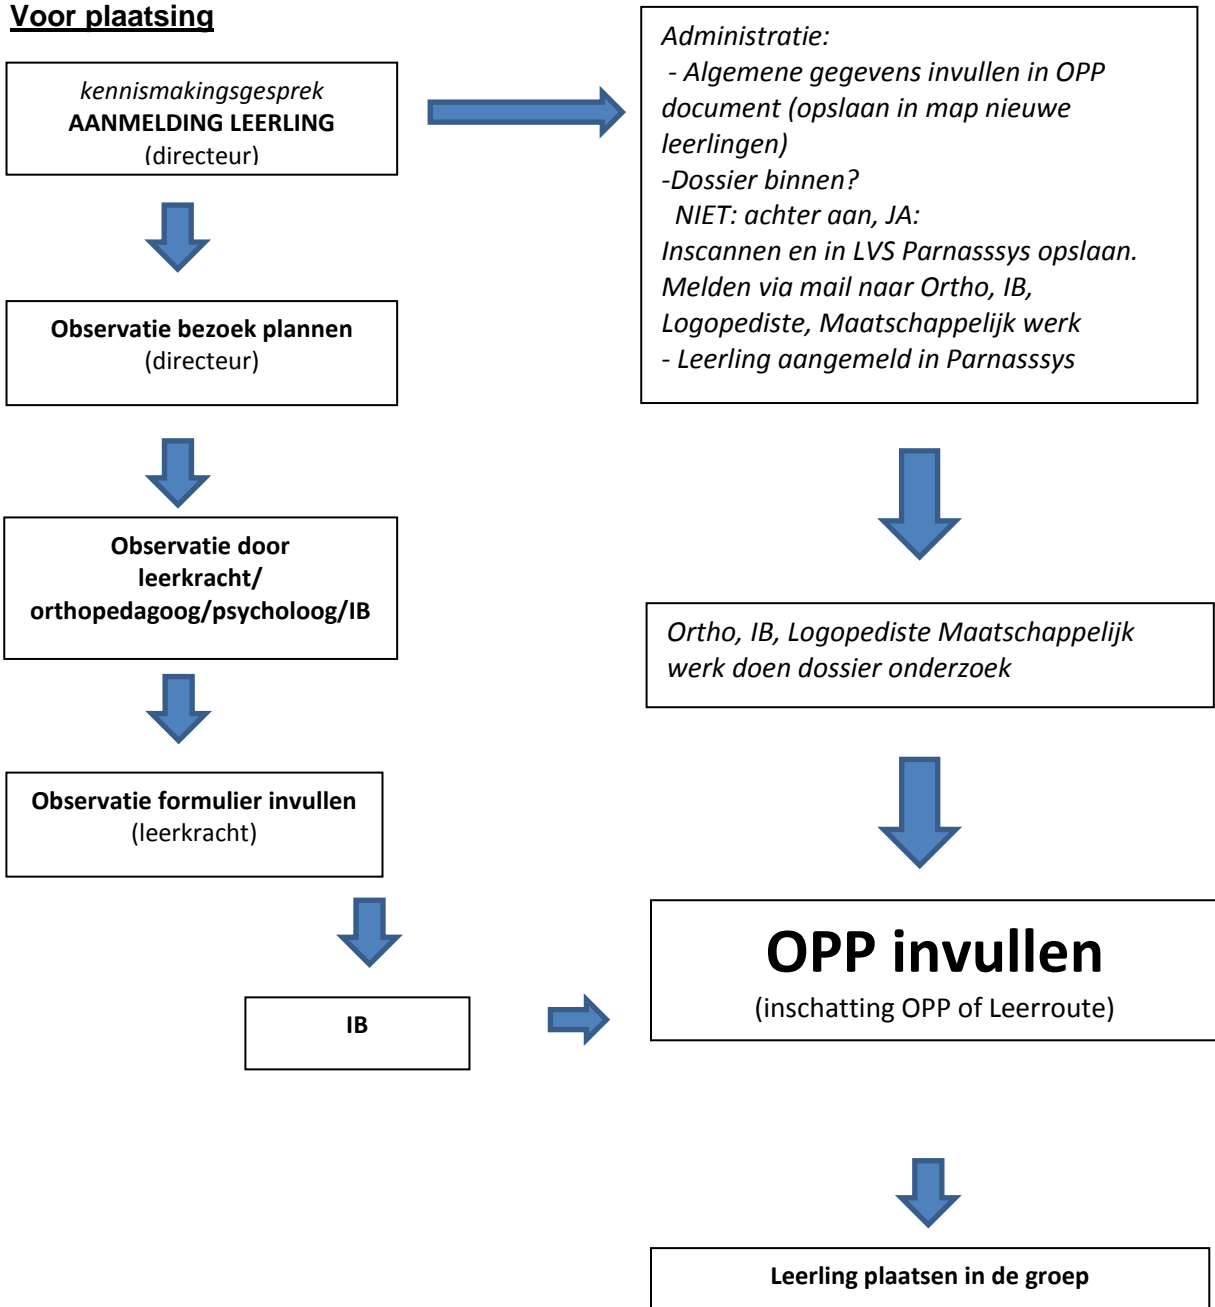 Voor plaatsing
kennismakingsgesprek
AANMELDING LEERLING
(directeur)
Administratie:
- Algemene gegevens invullen in OPP
document (opslaan in map nieuwe
leerlingen)
-Dossier binnen?
NIET: achter aan, JA:
Inscannen en in LVS Parnasssys opslaan.
Melden via mail naar Ortho, IB,
Logopediste, Maatschappelijk werk
- Leerling aangemeld in Parnasssys
Observatie bezoek plannen
(directeur)
Observatie door
leerkracht/
orthopedagoog/psycholoog/IB
Ortho, IB, Logopediste Maatschappelijk
werk doen dossier onderzoek
Observatie formulier invullen
(leerkracht)
IB
OPP invullen
(inschatting OPP of Leerroute)
Leerling plaatsen in de groep